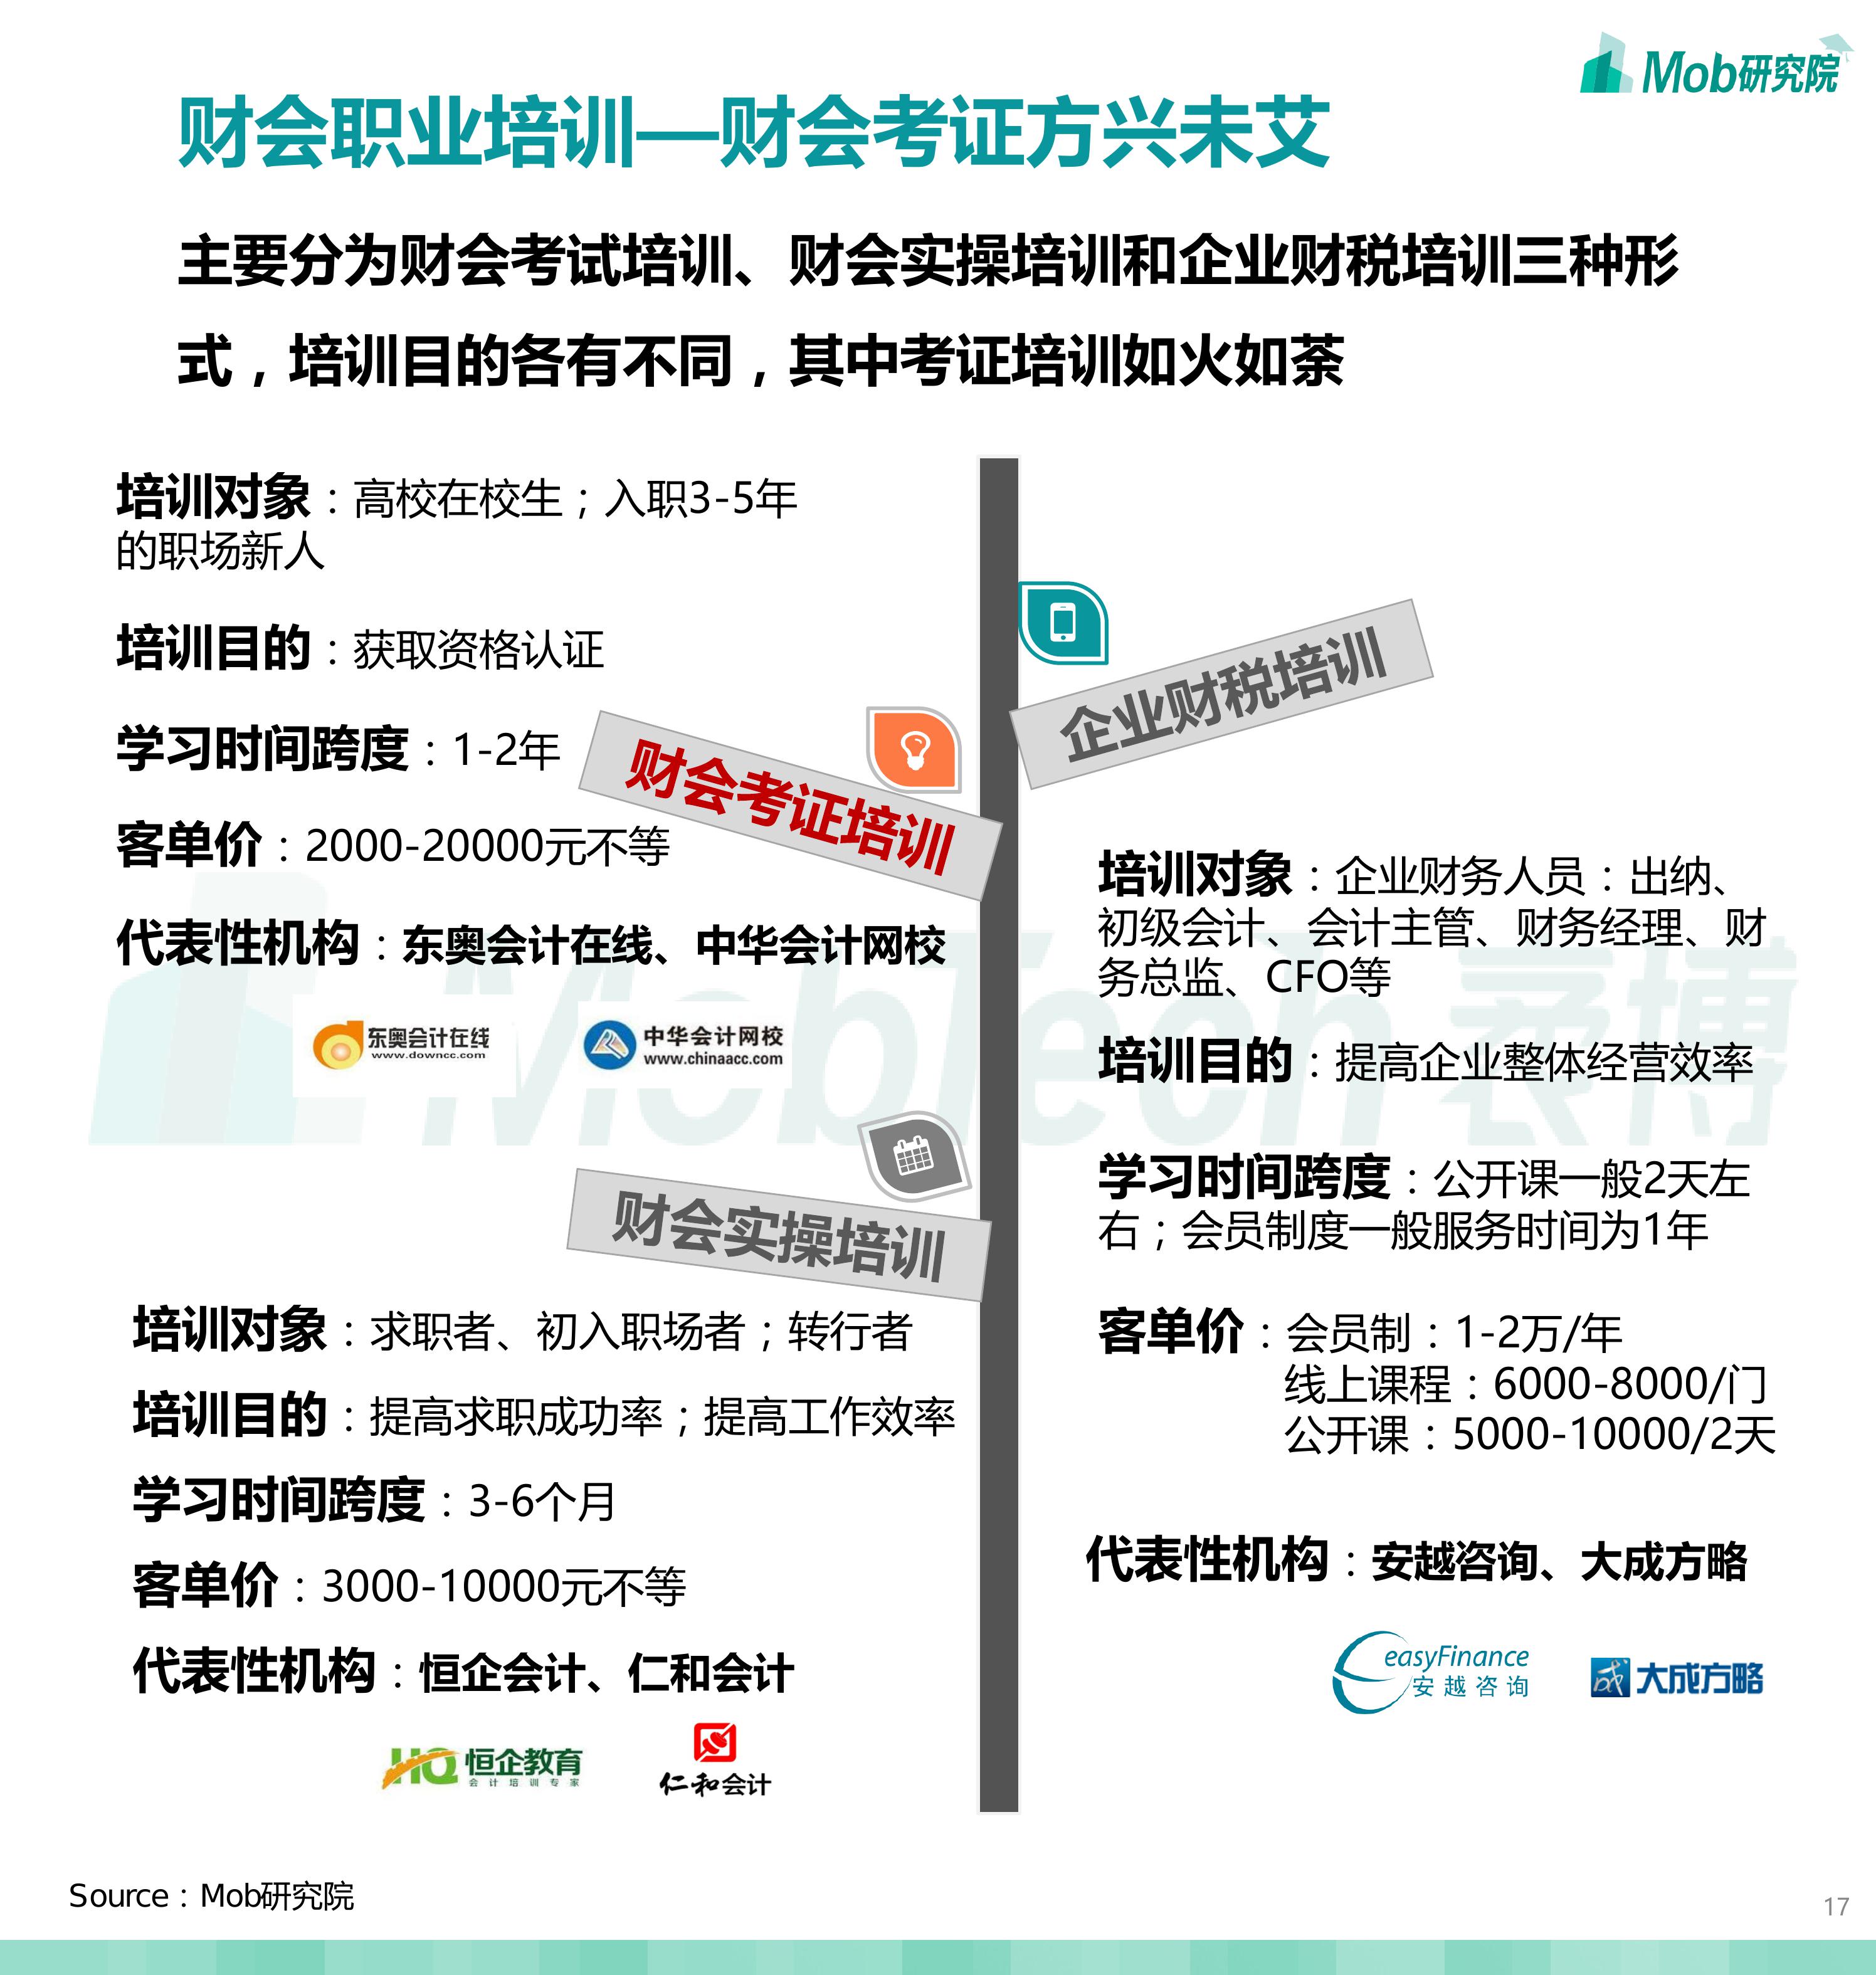 Mob研究院
财会职业培训—财会考证方兴未艾
主要分为财会考试培训、财会实操培训和企业财税培训三种形
式，培训目的各有不同，其中考证培训如火如荼
培训对象：高校在校生；入职3-5年
的职场新人
培训目的：获取资格认证
学习时间跨度：1-2年
客单价：2000-20000元不等
代表性机构：东奥会计在线、中华会计网校
东奥会计在线
www.downcc.com
中华会计网校
www.chinaacc.com
财会考证培训
财会实操培训
培训对象：求职者、初入职场者；转行者
培训目的：提高求职成功率；提高工作效率
学习时间跨度：3-6个月
客单价：3000-10000元不等
代表性机构：恒企会计、仁和会计
HQ 恒企教育
会计培训专家
仁和会计
企业财税培训
培训对象：企业财务人员：出纳、
初级会计、会计主管、财务经理、财
务总监、CFO等
培训目的：提高企业整体经营效率
学习时间跨度：公开课一般2天左
右；会员制度一般服务时间为1年
客单价：会员制：1-2万/年
线上课程：6000-8000/门
公开课：5000-10000/2天
代表性机构：安越咨询、大成方略
easyFinance
安越咨询
成 大成方略
MobTech 袤博
Source：Mob研究院
17